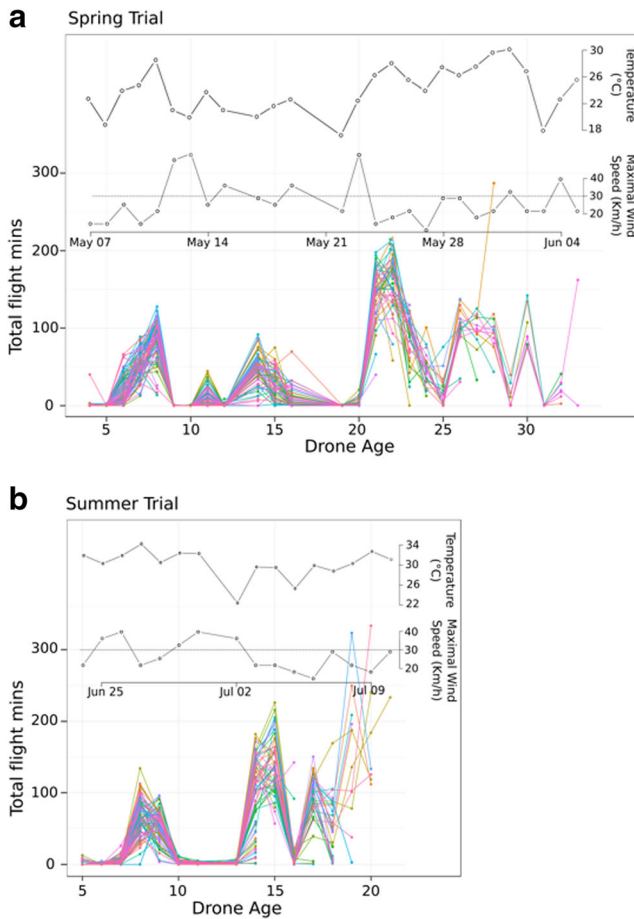 a
Spring Trial
30
26
22
18
Temperature
(°C)
40
30
20
Maximal Wind
Speed (Km/h)
May 07 May 14 May 21 May 28 Jun 04
300
200
100
0
Total flight mins
5 10 15 20 25 30
Drone Age
b
Summer Trial
34
30
26
22
Temperature
(°C)
40
30
20
Maximal Wind
Speed (Km/h)
Jun 25 Jul 02 Jul 09
300
200
100
0
Total flight mins
5 10 15 20
Drone Age